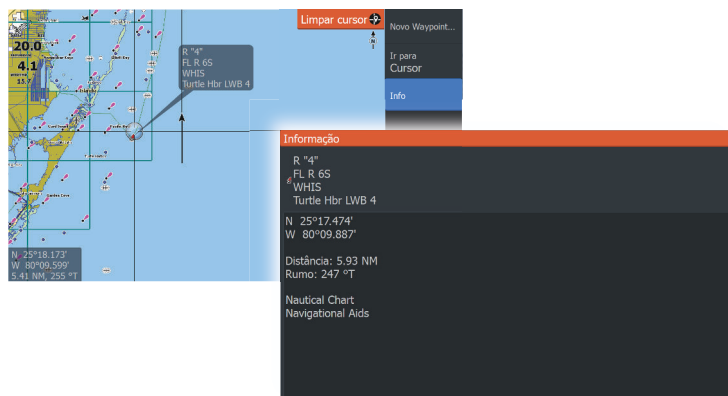 Limpar cursor
Novo Waypoint...
Ir para
Cursor
Info
N
20.0
4.1
15.7
R "4"
FL R 6S
WHIS
Turtle Hbr LWB 4
N 25°18.173'
W 80°09.599'
5.41 NM, 255 °T
Informação
R "4"
FL R 6S
WHIS
Turtle Hbr LWB 4
N 25°17.474'
W 80°09.887'
Distância: 5.93 NM
Rumo: 247 °T
Nautical Chart
Navigational Aids